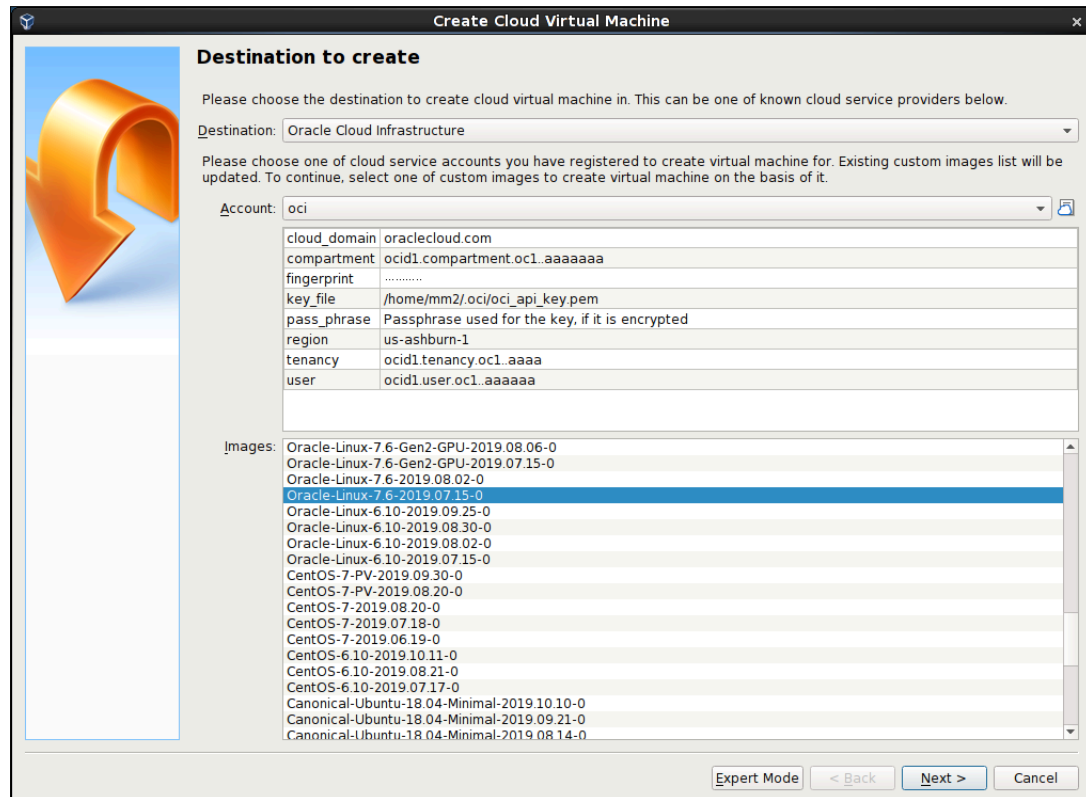 Create Cloud Virtual Machine
Destination to create
Please choose the destination to create cloud virtual machine in. This can be one of known cloud service providers below.
Destination: Oracle Cloud Infrastructure
Please choose one of cloud service accounts you have registered to create virtual machine for. Existing custom images list will be
updated. To continue, select one of custom images to create virtual machine on the basis of it.
Account: oci
cloud_domain oraclecloud.com
compartment ocid1.compartment.oc1..aaaaaaa
fingerprint ...........
key_file /home/mm2/.oci/oci_api_key.pem
pass_phrase Passphrase used for the key, if it is encrypted
region us-ashburn-1
tenancy ocid1.tenancy.oc1..aaaa
user ocid1.user.oc1..aaaaaa
Images: Oracle-Linux-7.6-Gen2-GPU-2019.08.06-0
Oracle-Linux-7.6-Gen2-GPU-2019.07.15-0
Oracle-Linux-7.6-2019.08.02-0
Oracle-Linux-7.6-2019.07.15-0
Oracle-Linux-6.10-2019.09.25-0
Oracle-Linux-6.10-2019.08.30-0
Oracle-Linux-6.10-2019.08.02-0
Oracle-Linux-6.10-2019.07.15-0
CentOS-7-PV-2019.09.30-0
CentOS-7-PV-2019.08.20-0
CentOS-7-2019.08.20-0
CentOS-7-2019.07.18-0
CentOS-7-2019.06.19-0
CentOS-6.10-2019.10.11-0
CentOS-6.10-2019.08.21-0
CentOS-6.10-2019.07.17-0
Canonical-Ubuntu-18.04-Minimal-2019.10.10-0
Canonical-Ubuntu-18.04-Minimal-2019.09.21-0
Canonical-Ubuntu-18.04-Minimal-2019.08.14-0
Expert Mode < Back Next > Cancel